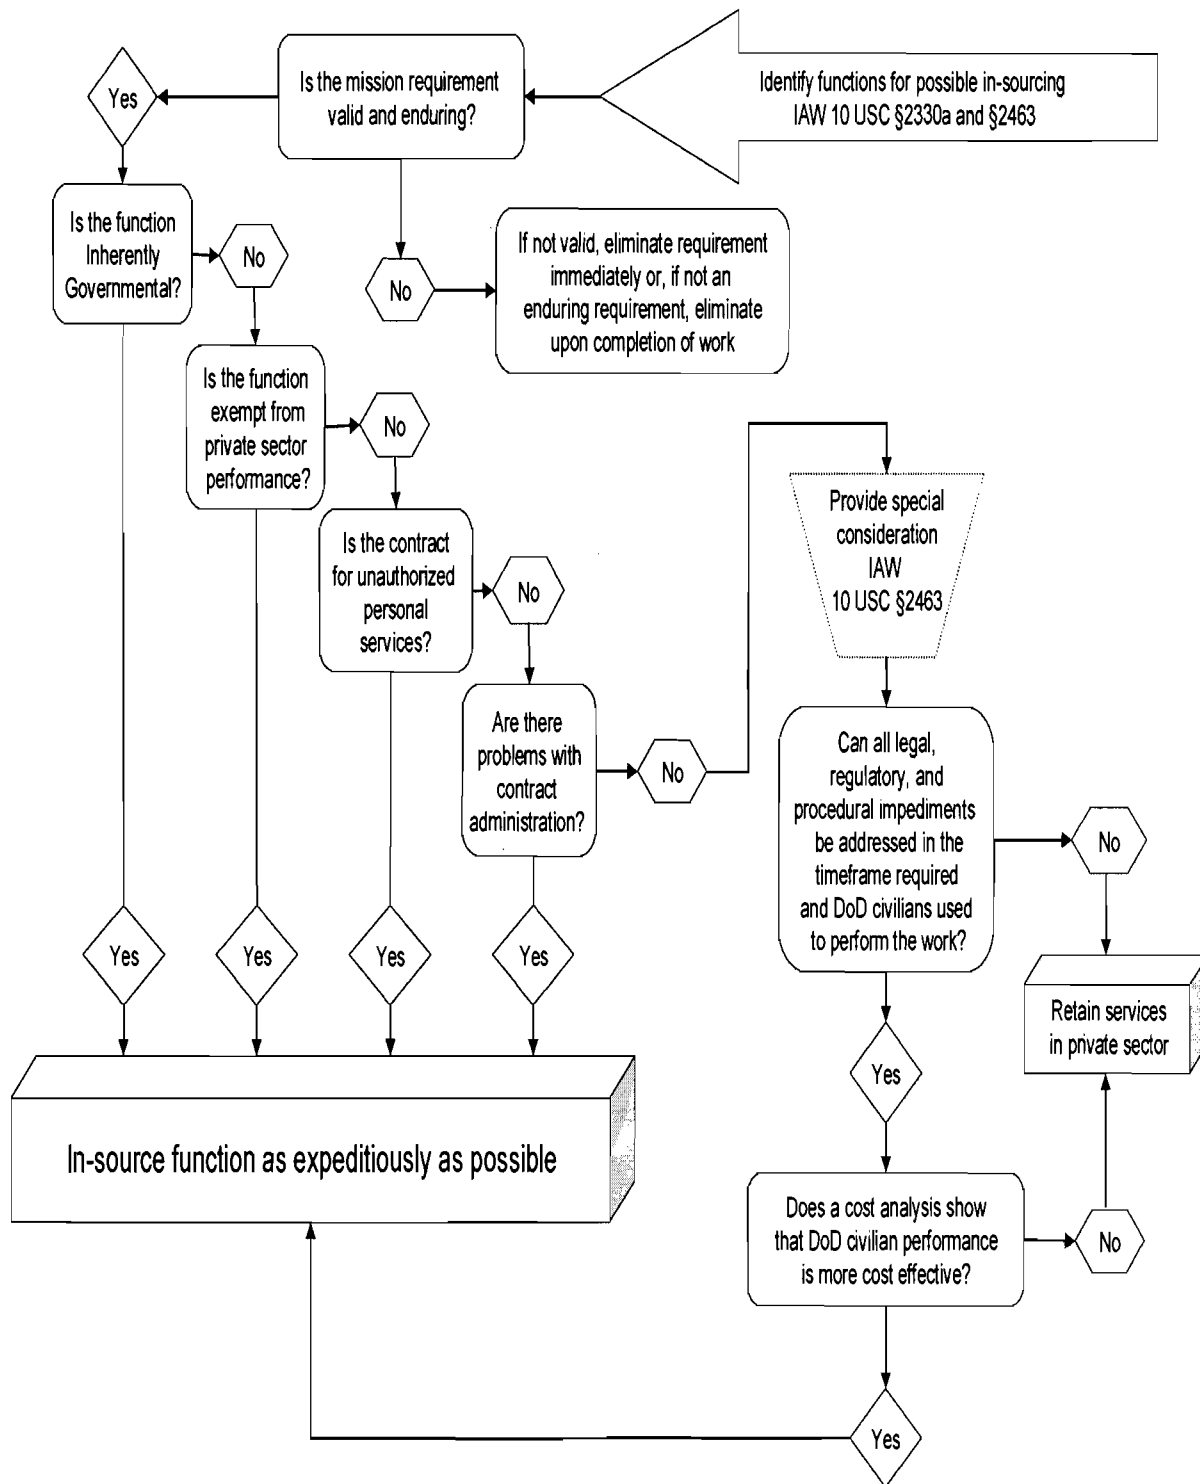 Identify functions for possible in-sourcing
IAW 10 USC §2330a and §2463
Is the mission requirement
valid and enduring?
Yes
Is the function
Inherently
Governmental?
No
No
If not valid, eliminate requirement
immediately or, if not an
enduring requirement, eliminate
upon completion of work
Is the function
exempt from
private sector
performance?
No
Is the contract
for unauthorized
personal
services?
No
Are there
problems with
contract
administration?
No
Provide special
consideration
IAW
10 USC §2463
Can all legal,
regulatory, and
procedural impediments
be addressed in the
timeframe required
and DoD civilians used
to perform the work?
No
Yes
Yes
Yes
Yes
Retain services
in private sector
Yes
In-source function as expeditiously as possible
Does a cost analysis show
that DoD civilian performance
is more cost effective?
No
Yes